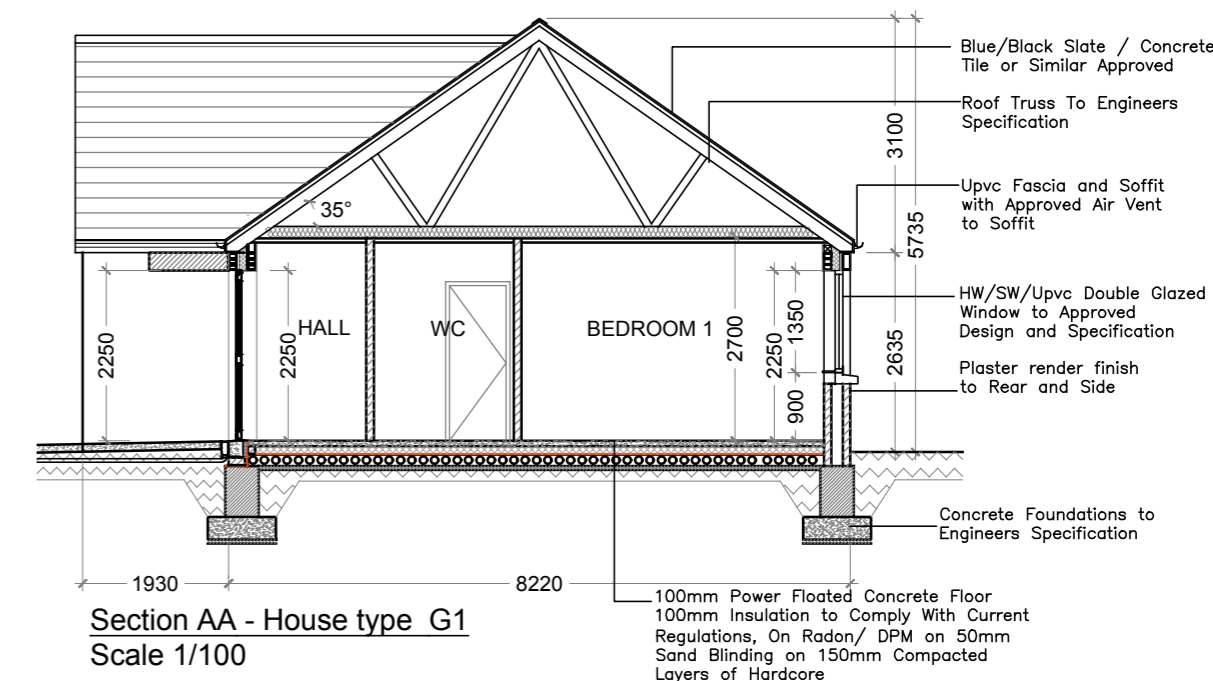 Blue/Black Slate / Concrete
Tile or Similar Approved
Roof Truss To Engineers
Specification
3100
Upvc Fascia and Soffit
with Approved Air Vent
to Soffit
35°
5735
HW/SW/Upvc Double Glazed
Window to Approved
Design and Specification
2250
2250
HALL
WC
BEDROOM 1
2700
2250
1350
900
2635
Plaster render finish
to Rear and Side
Concrete Foundations to
Engineers Specification
1930
8220
100mm Power Floated Concrete Floor
100mm Insulation to Comply With Current
Regulations, On Radon/ DPM on 50mm
Sand Blinding on 150mm Compacted
Layers of Hardcore
Section AA - House type G1
Scale 1/100